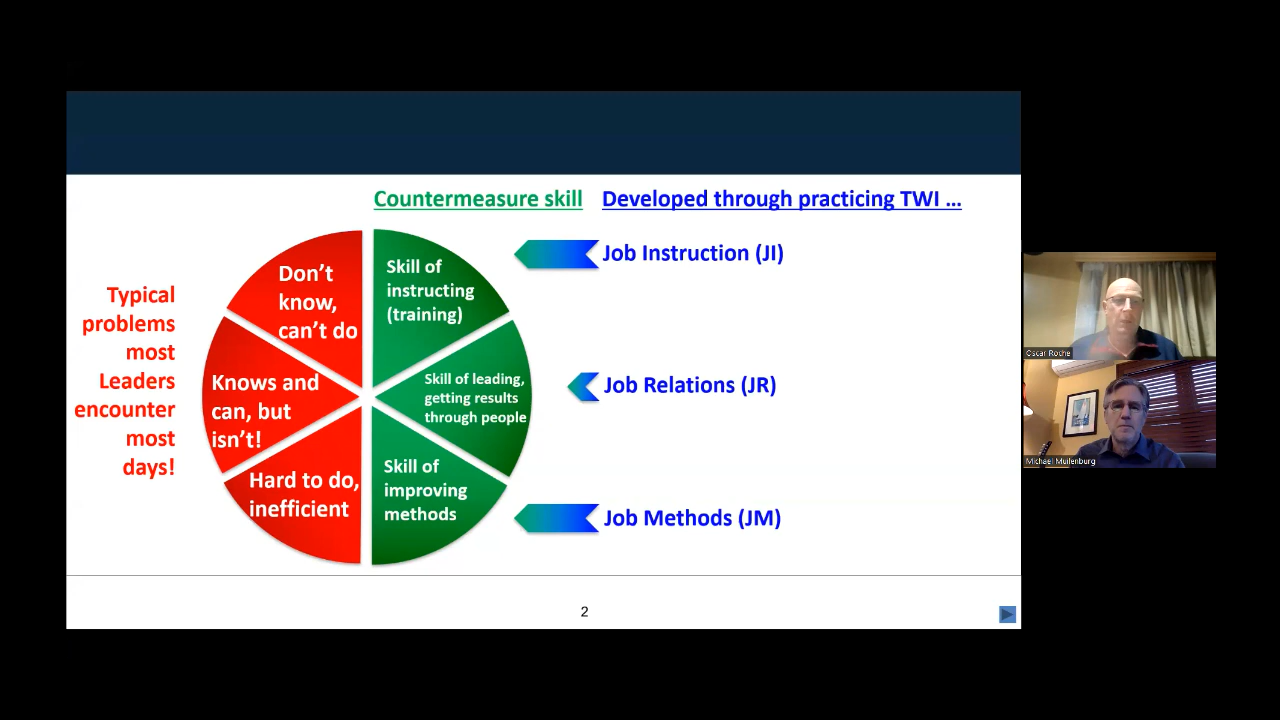 Countermeasure skill
Developed through practicing TWI ...
Typical
problems
most
Leaders
encounter
most
days!
Don't
know,
can't do
Knows and
can, but
isn't!
Hard to do,
inefficient
Skill of
instructing
(training)
Skill of leading,
getting results
through people
Skill of
improving
methods
Job Instruction (JI)
Job Relations (JR)
Job Methods (JM)
2
Oscar Roche
Michael Muilenburg